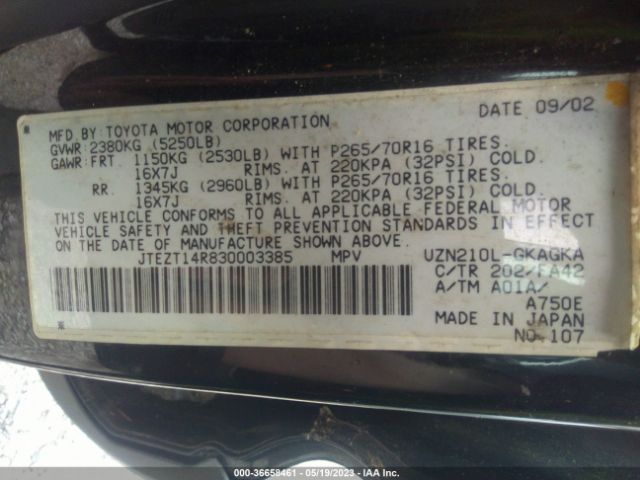 DATE 09/02
MFD. BY: TOYOTA MOTOR CORPORATION
GVWR: 2380KG (5250LB)
GAWR: FRT. 1150KG (2530LB) WITH P265/70R16 TIRES.
16X7J RIMS. AT 220KPA (32PSI) COLD.
RR. 1345KG (2960LB) WITH P265/70R16 TIRES.
16X7J RIMS. AT 220KPA (32PSI) COLD.
THIS VEHICLE CONFORMS TO ALL APPLICABLE FEDERAL MOTOR
VEHICLE SAFETY AND THEFT PREVENTION STANDARDS IN EFFECT
ON THE DATE OF MANUFACTURE SHOWN ABOVE.
JTEZT14R830003385 MPV UZN210L-GKAGKA
C/TR 202/FA42
A/TM A01A/
A750E
MADE IN JAPAN
NO. 107
000-36658461 - 05/19/2023 - IAA Inc.